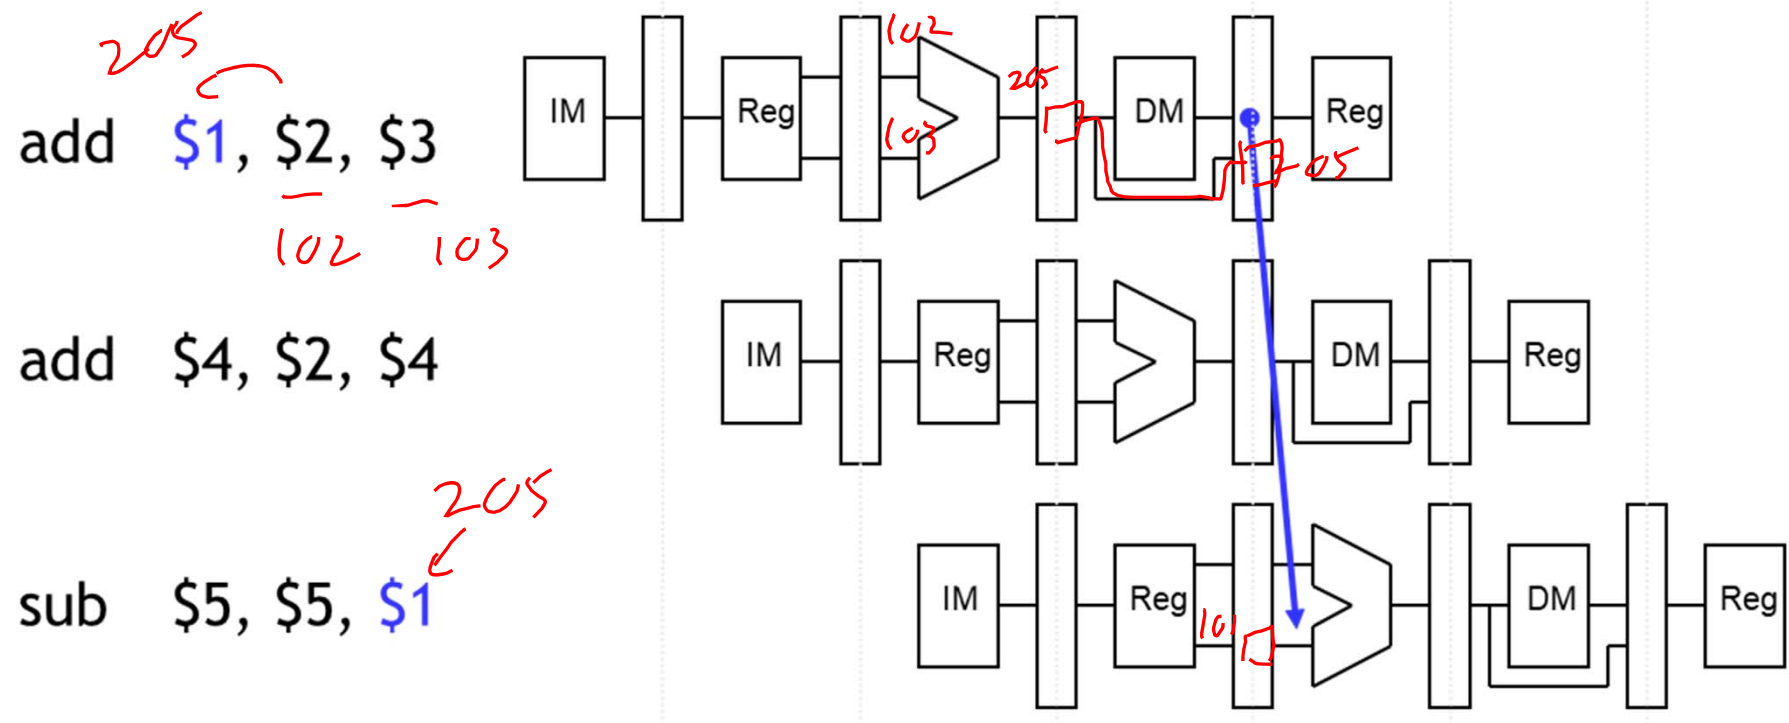 205
102
205
IM Reg DM Reg
add $1, $2, $3
103
205
102 103
IM Reg DM Reg
add $4, $2, $4
205
IM Reg DM Reg
sub $5, $5, $1
101